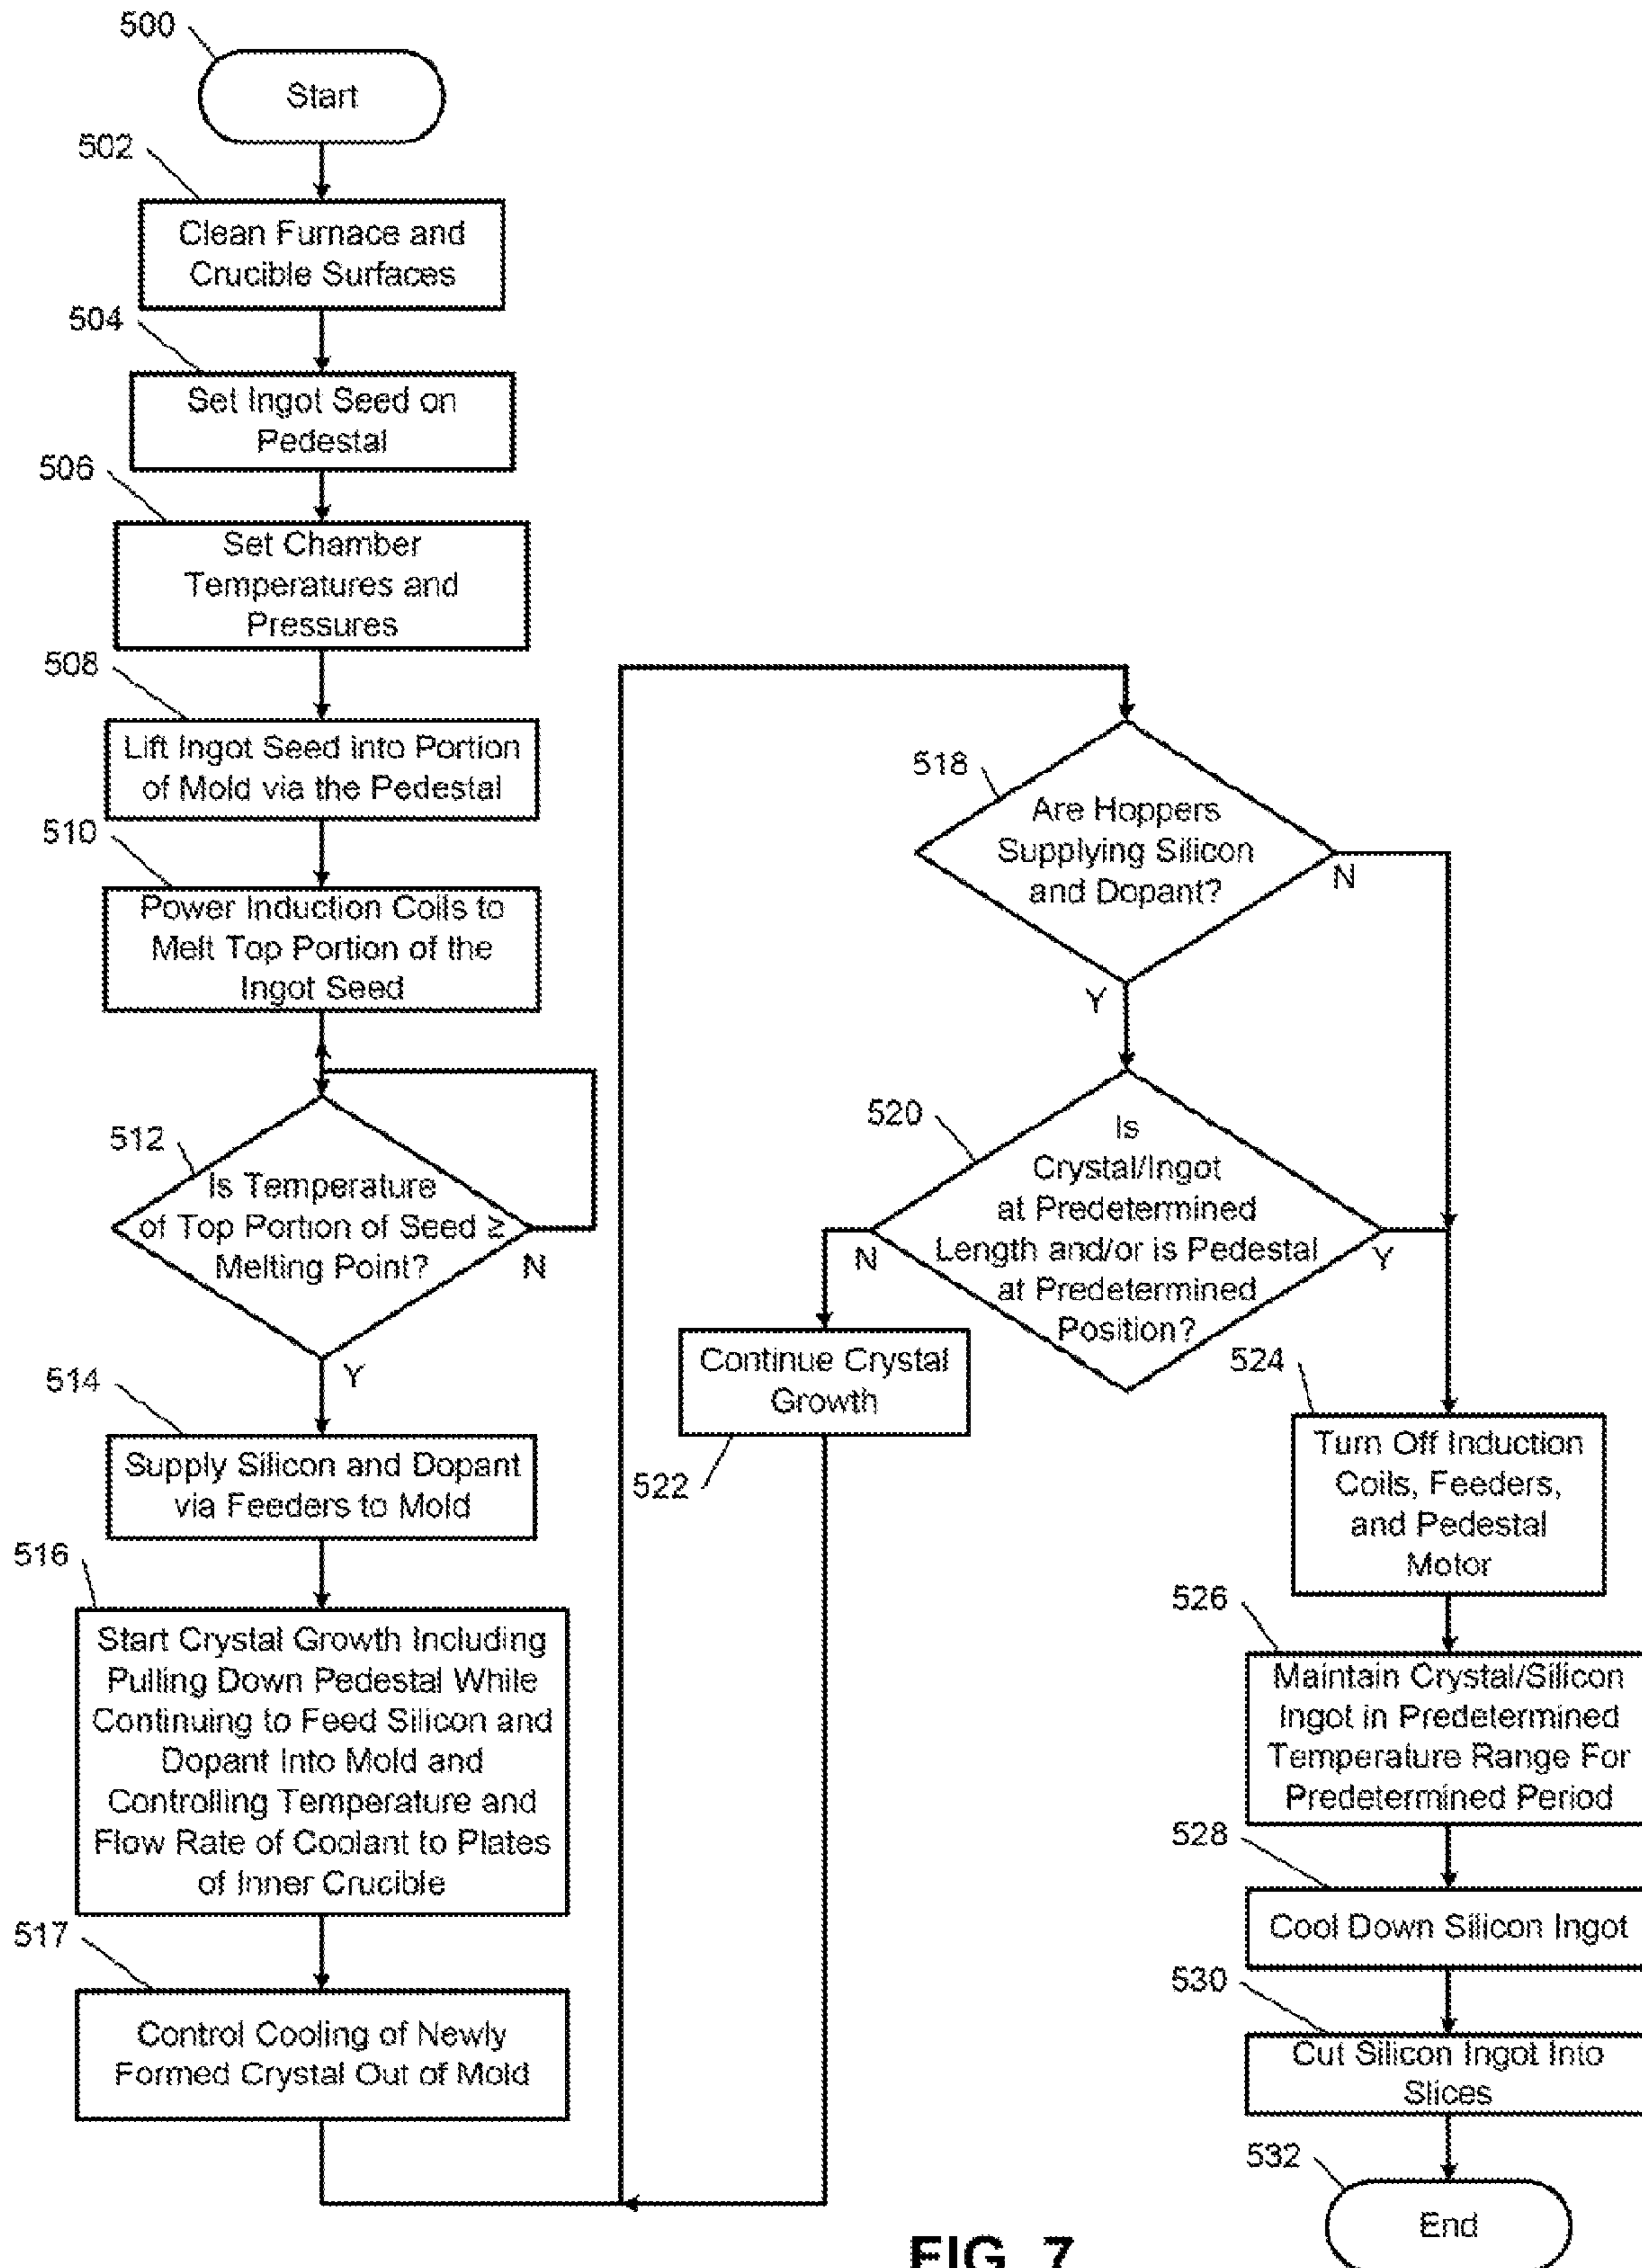 500
Start
502
Clean Furnace and
Crucible Surfaces
504
Set Ingot Seed on
Pedestal
506
Set Chamber
Temperatures and
Pressures
508
Lift Ingot Seed into Portion
of Mold via the Pedestal
510
Power Induction Coils to
Melt Top Portion of the
Ingot Seed
512
Is Temperature
of Top Portion of Seed ≥
Melting Point?
N
Y
514
Supply Silicon and Dopant
via Feeders to Mold
516
Start Crystal Growth Including
Pulling Down Pedestal While
Continuing to Feed Silicon and
Dopant Into Mold and
Controlling Temperature and
Flow Rate of Coolant to Plates
of Inner Crucible
517
Control Cooling of Newly
Formed Crystal Out of Mold
518
Are Hoppers
Supplying Silicon
and Dopant?
N
Y
520
Is
Crystal/Ingot
at Predetermined
Length and/or is Pedestal
at Predetermined
Position?
N
Y
522
Continue Crystal
Growth
524
Turn Off Induction
Coils, Feeders,
and Pedestal
Motor
526
Maintain Crystal/Silicon
Ingot in Predetermined
Temperature Range For
Predetermined Period
528
Cool Down Silicon Ingot
530
Cut Silicon Ingot Into
Slices
532
End
FIG. 7